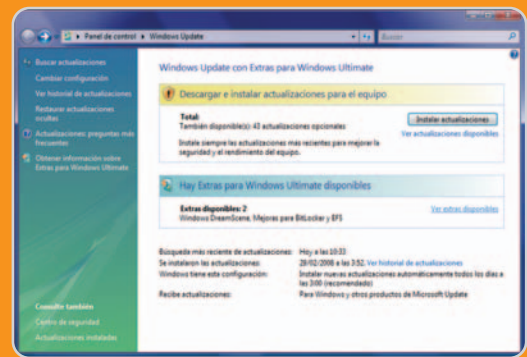 Panel de control
Windows Update
Buscar
Buscar actualizaciones
Cambiar configuración
Ver historial de actualizaciones
Restaurar actualizaciones
ocultas
Actualizaciones: preguntas más
frecuentes
Obtener información sobre
Extras para Windows Ultimate
Consulte también
Centro de seguridad
Actualizaciones instaladas
Windows Update con Extras para Windows Ultimate
Descargar e instalar actualizaciones para el equipo
Total:
También disponible(s): 43 actualizaciones opcionales
Instale siempre las actualizaciones más recientes para mejorar la
seguridad y el rendimiento del equipo.
Instalar actualizaciones
Ver actualizaciones disponibles
Hay Extras para Windows Ultimate disponibles
Extras disponibles: 2
Windows DreamScene, Mejoras para BitLocker y EFS
Ver extras disponibles
Búsqueda más reciente de actualizaciones: Hoy a las 10:33
Se instalaron las actualizaciones: 28/02/2008 a las 3:52. Ver historial de actualizaciones
Windows tiene esta configuración: Instalar nuevas actualizaciones automáticamente todos los días a
las 3:00 (recomendado)
Recibe actualizaciones: Para Windows y otros productos de Microsoft Update